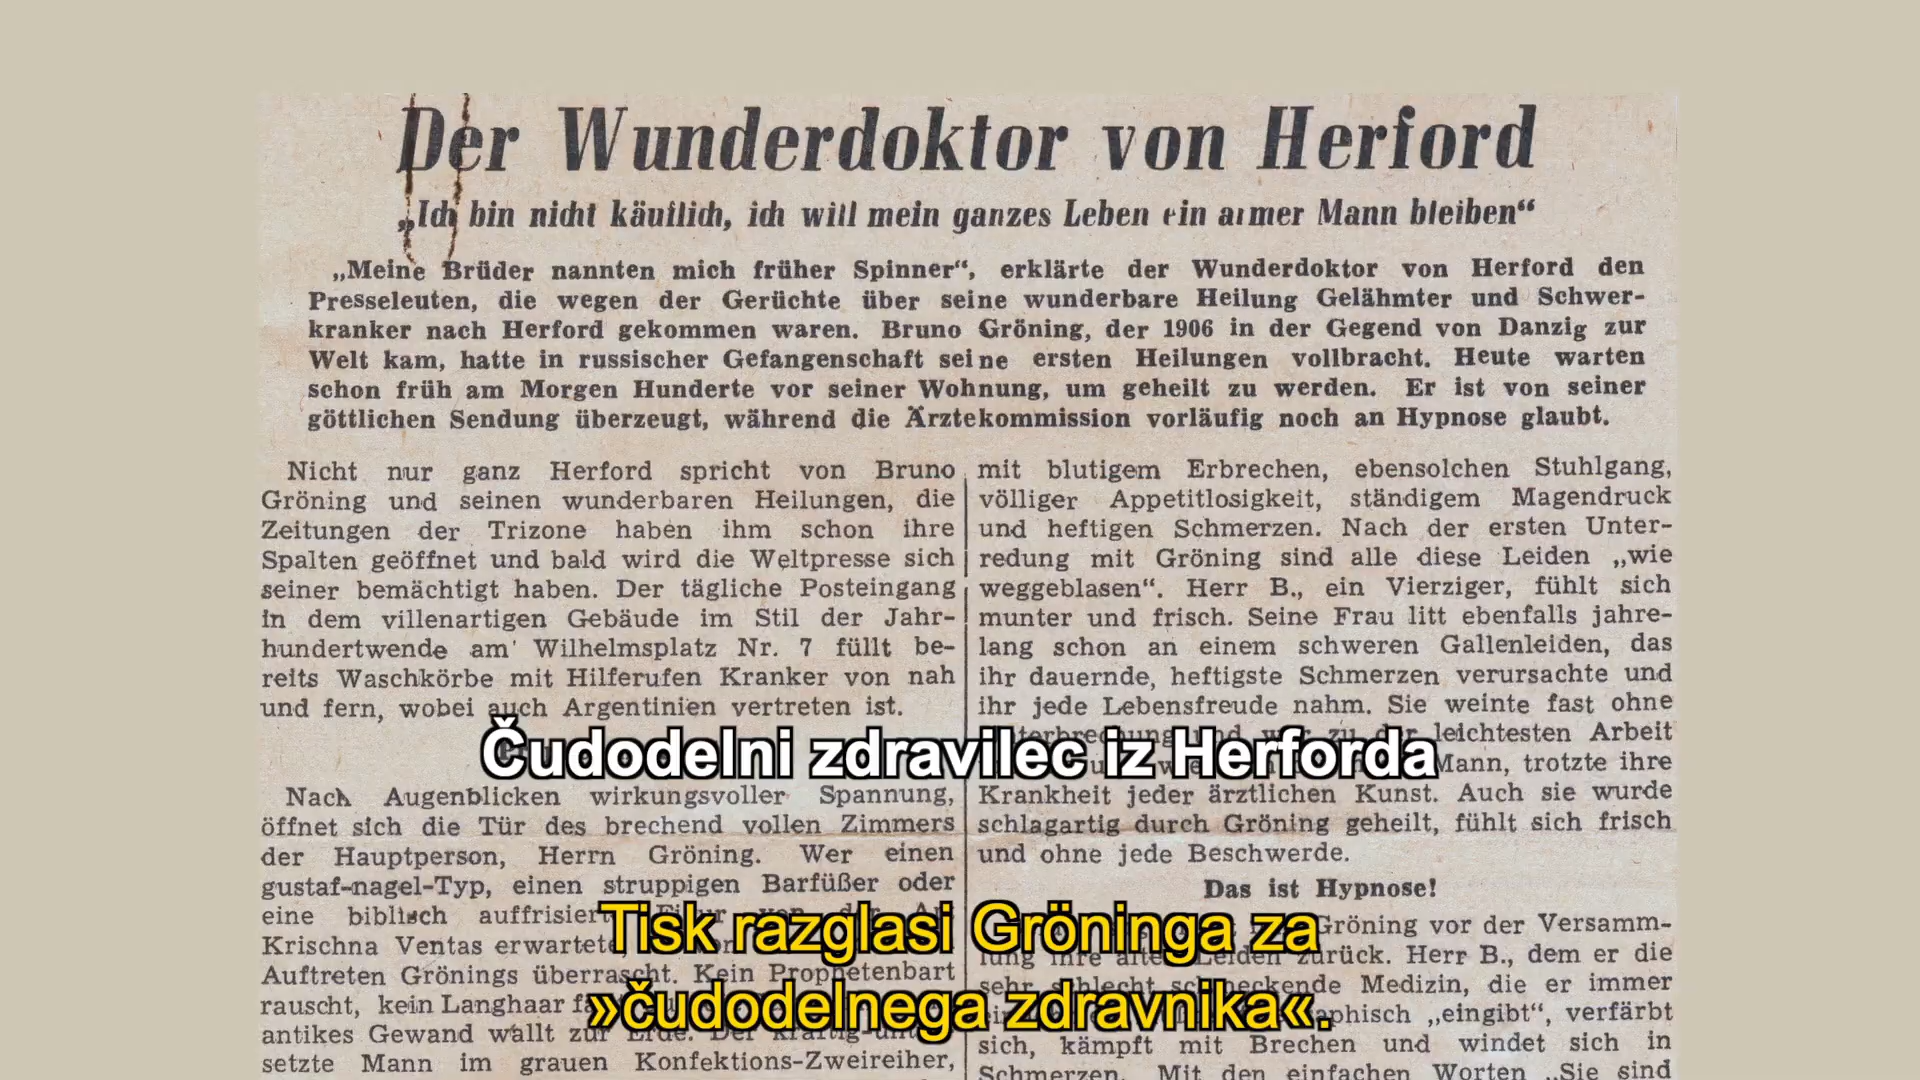 Der Wunderdoktor von Herford
„Ich bin nicht käuflich, ich will mein ganzes Leben ein armer Mann bleiben“
„Meine Brüder nannten mich früher Spinner“, erklärte der Wunderdoktor von Herford den
Presseleuten, die wegen der Gerüchte über seine wunderbare Heilung Gelähmter und Schwer-
kranker nach Herford gekommen waren. Bruno Gröning, der 1906 in der Gegend von Danzig zur
Welt kam, hatte in russischer Gefangenschaft seine ersten Heilungen vollbracht. Heute warten
schon früh am Morgen Hunderte vor seiner Wohnung, um geheilt zu werden. Er ist von seiner
göttlichen Sendung überzeugt, während die Ärztekommission vorläufig noch an Hypnose glaubt.
Nicht nur ganz Herford spricht von Bruno
Gröning und seinen wunderbaren Heilungen, die
Zeitungen der Trizone haben ihm schon ihre
Spalten geöffnet und bald wird die Weltpresse sich
seiner bemächtigt haben. Der tägliche Posteingang
in dem villenartigen Gebäude im Stil der Jahr-
hundertwende am Wilhelmsplatz Nr. 7 füllt be-
reits Waschkörbe mit Hilferufen Kranker von nah
und fern, wobei auch Argentinien vertreten ist.
Nach Augenblicken wirkungsvoller Spannung,
öffnet sich die Tür des brechend vollen Zimmers
der Hauptperson, Herrn Gröning. Wer einen
gustaf-nagel-Typ, einen struppigen Barfüßer oder
eine biblisch auffrisierte Figur von der Art
Krischna Ventas erwartete,
Auftreten Grönings überrascht. Kein Prophetenbart
rauscht, kein Langhaar
antikes Gewand wallt zur Erde. Der kräftig-unter-
setzte Mann im grauen Konfektions-Zweireiher,
mit blutigem Erbrechen, ebensolchen Stuhlgang,
völliger Appetitlosigkeit, ständigem Magendruck
und heftigen Schmerzen. Nach der ersten Unter-
redung mit Gröning sind alle diese Leiden „wie
weggeblasen“. Herr B., ein Vierziger, fühlt sich
munter und frisch. Seine Frau litt ebenfalls jahre-
lang schon an einem schweren Gallenleiden, das
ihr dauernde, heftigste Schmerzen verursachte und
ihr jede Lebensfreude nahm. Sie weinte fast ohne
Unterbrechung und war zu der leichtesten Arbeit
Mann, trotzte ihre
Krankheit jeder ärztlichen Kunst. Auch sie wurde
schlagartig durch Gröning geheilt, fühlt sich frisch
und ohne jede Beschwerde.
Das ist Hypnose!
Gröning vor der Versamm-
lung ihre alten Leiden zurück. Herr B., dem er die
sehr schlecht schmeckende Medizin, die er immer
„eingibt“, verfärbt
sich, kämpft mit Brechen und windet sich in
Schmerzen. Mit den einfachen Worten „Sie sind
Čudodelni zdravilec iz Herforda
Tisk razglasi Gröninga za
»čudodelnega zdravnika«.